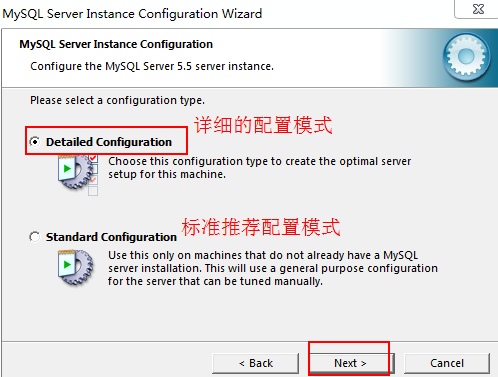 MySQL Server Instance Configuration Wizard
MySQL Server Instance Configuration
Configure the MySQL Server 5.5 server instance.
Please select a configuration type.
详细的配置模式
Detailed Configuration
Choose this configuration type to create the optimal server
setup for this machine.
标准推荐配置模式
Standard Configuration
Use this only on machines that do not already have a MySQL
server installation. This will use a general purpose configuration
for the server that can be tuned manually.
< Back
Next >
Cancel